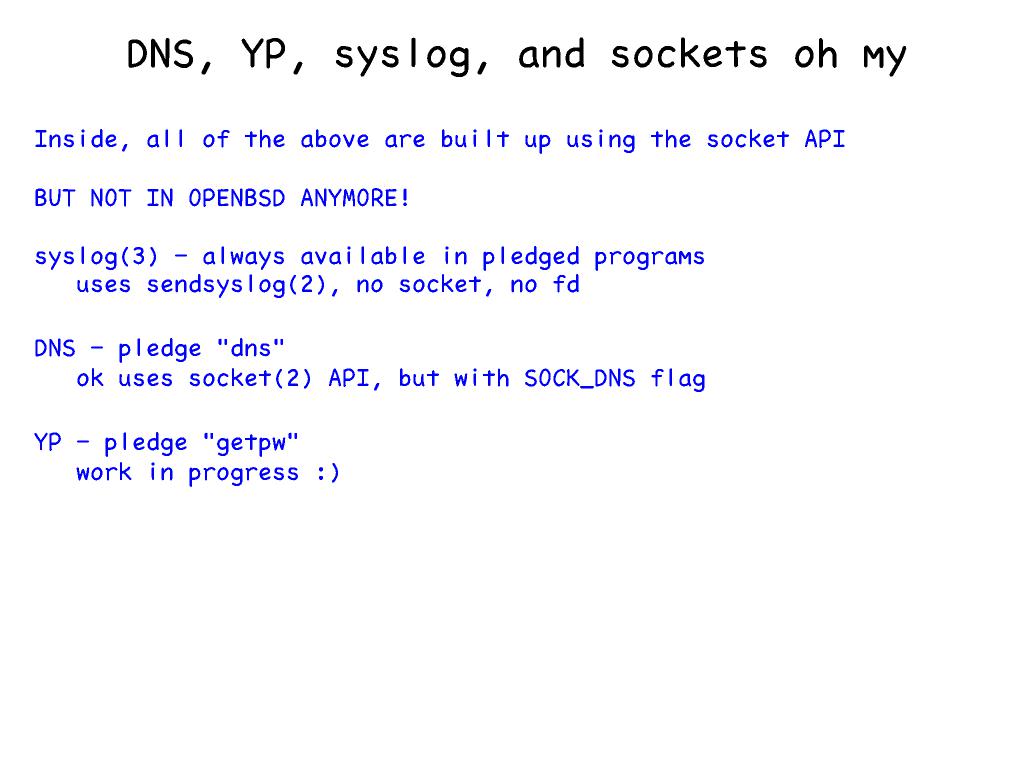 DNS, YP, syslog, and sockets oh my
Inside, all of the above are built up using the socket API
BUT NOT IN OPENBSD ANYMORE!
syslog(3) - always available in pledged programs
uses sendsyslog(2), no socket, no fd
DNS - pledge "dns"
ok uses socket(2) API, but with SOCK_DNS flag
YP - pledge "getpw"
work in progress :)